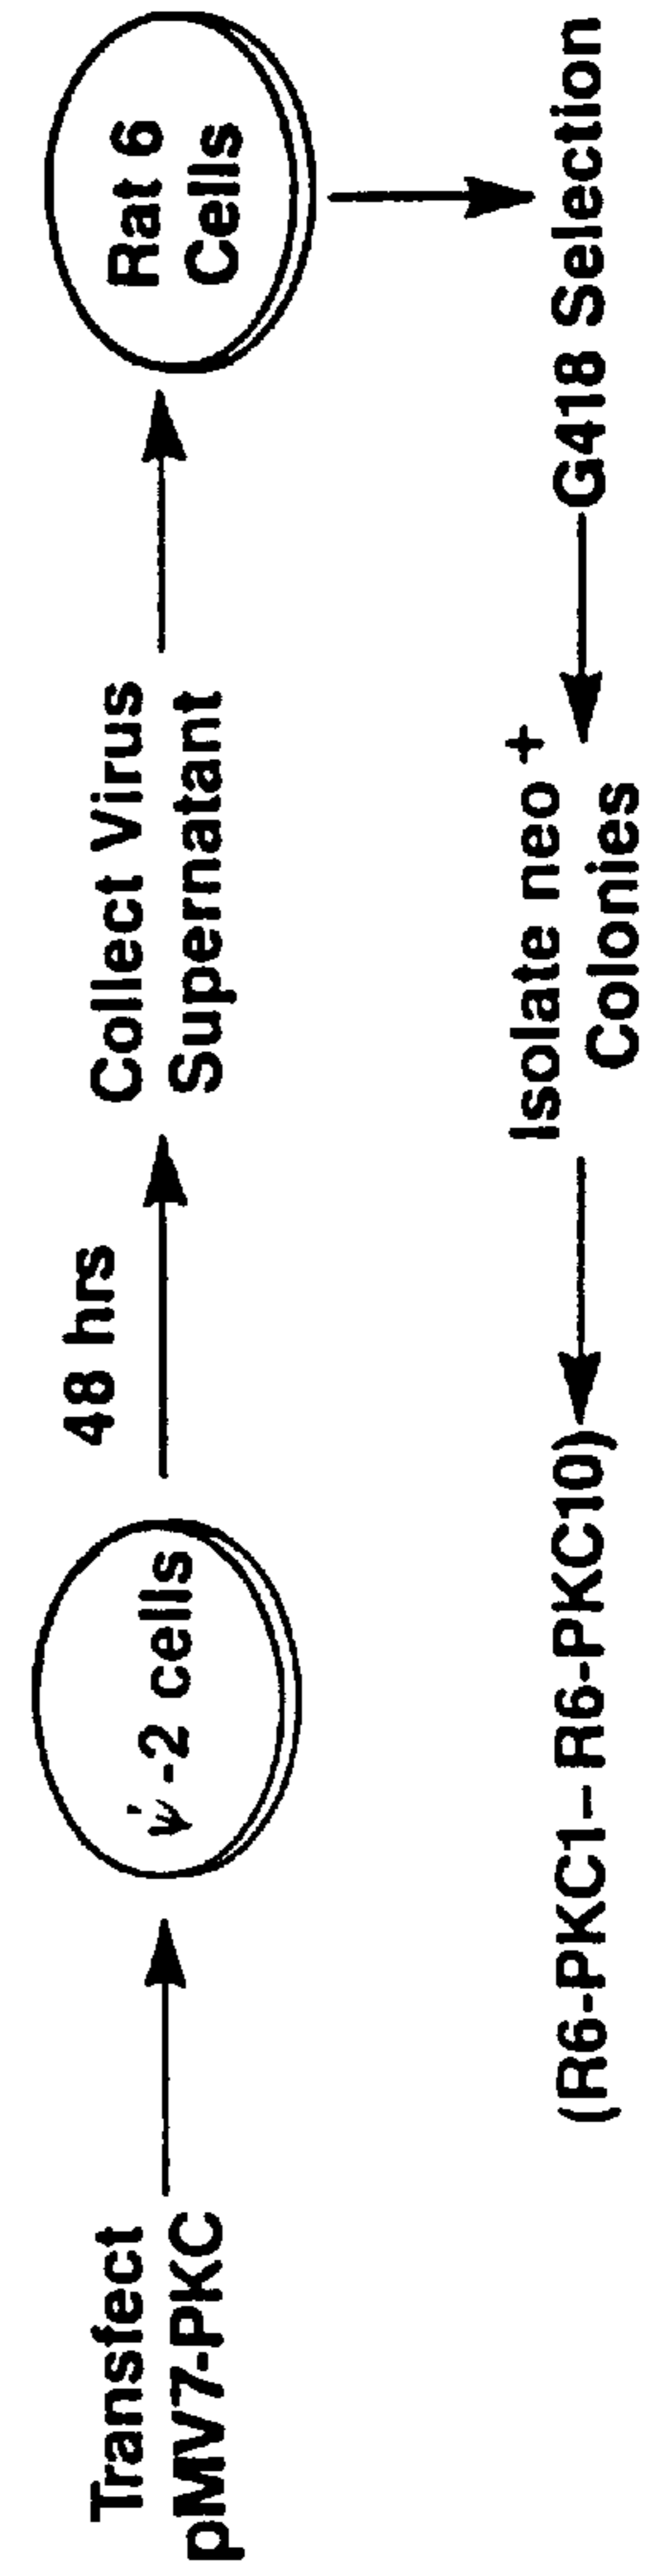 Transfect
pMV7-PKC
ψ-2 cells
48 hrs
Collect Virus
Supernatant
Rat 6
Cells
G418 Selection
Isolate neo +
Colonies
(R6-PKC1– R6-PKC10)